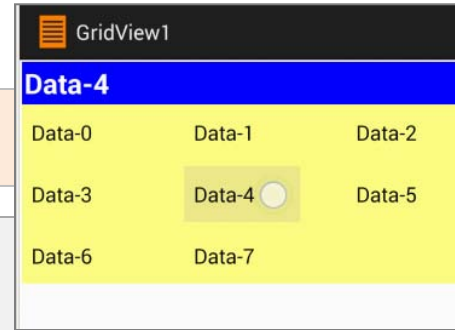 GridView1
Data-4
Data-0 Data-1 Data-2
Data-3 Data-4 Data-5
Data-6 Data-7